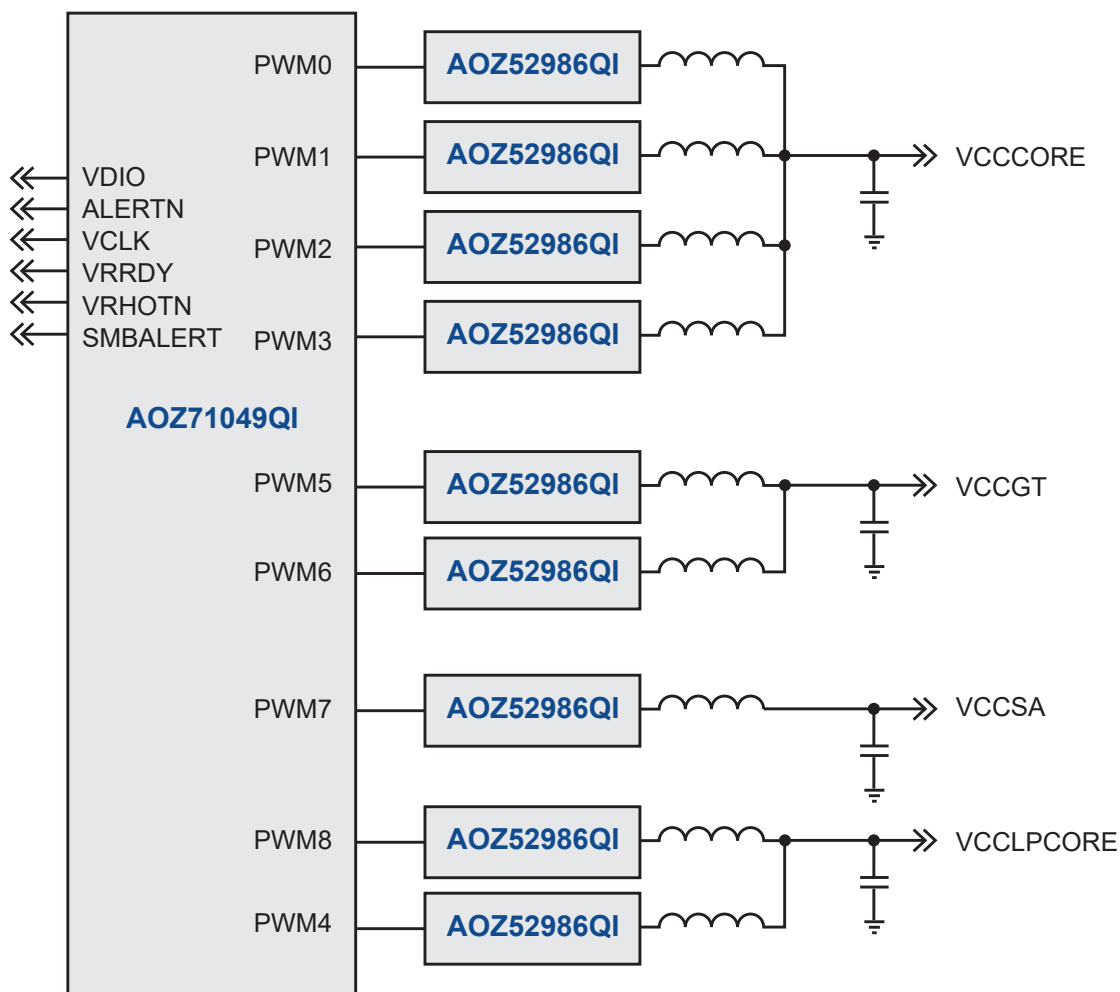 PWM0
AOZ52986QI
PWM1
AOZ52986QI
VCCCORE
VDIO
ALERTN
VCLK
VRRDY
VRHOTN
SMBALERT
PWM2
AOZ52986QI
PWM3
AOZ52986QI
AOZ71049QI
PWM5
AOZ52986QI
VCCGT
PWM6
AOZ52986QI
PWM7
AOZ52986QI
VCCSA
PWM8
AOZ52986QI
VCCLPCORE
PWM4
AOZ52986QI